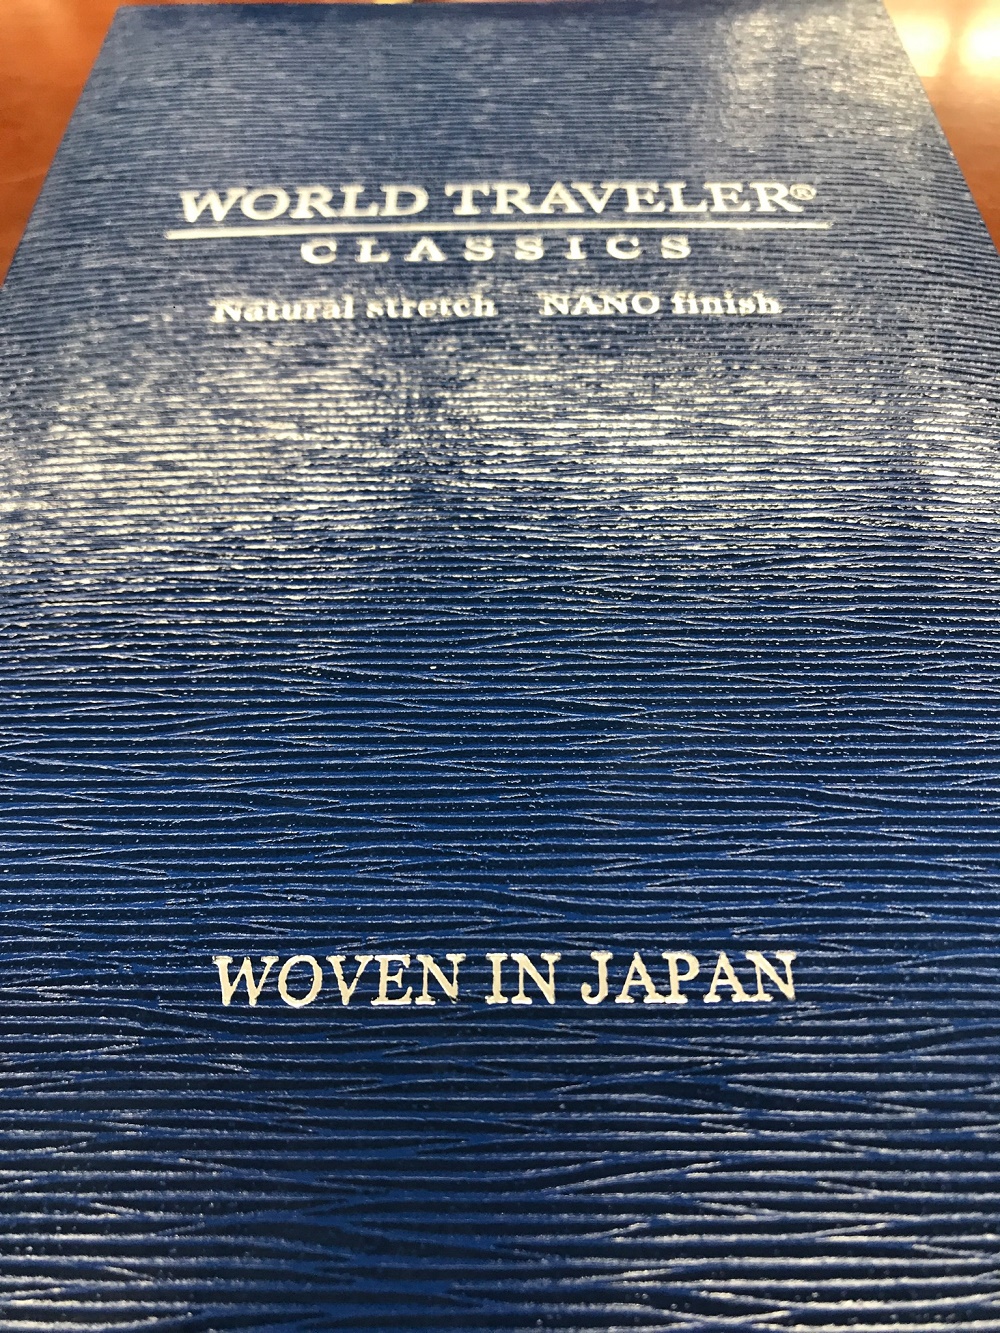 WORLD TRAVELER®
CLASSICS
Natural stretch NANO finish
WOVEN IN JAPAN